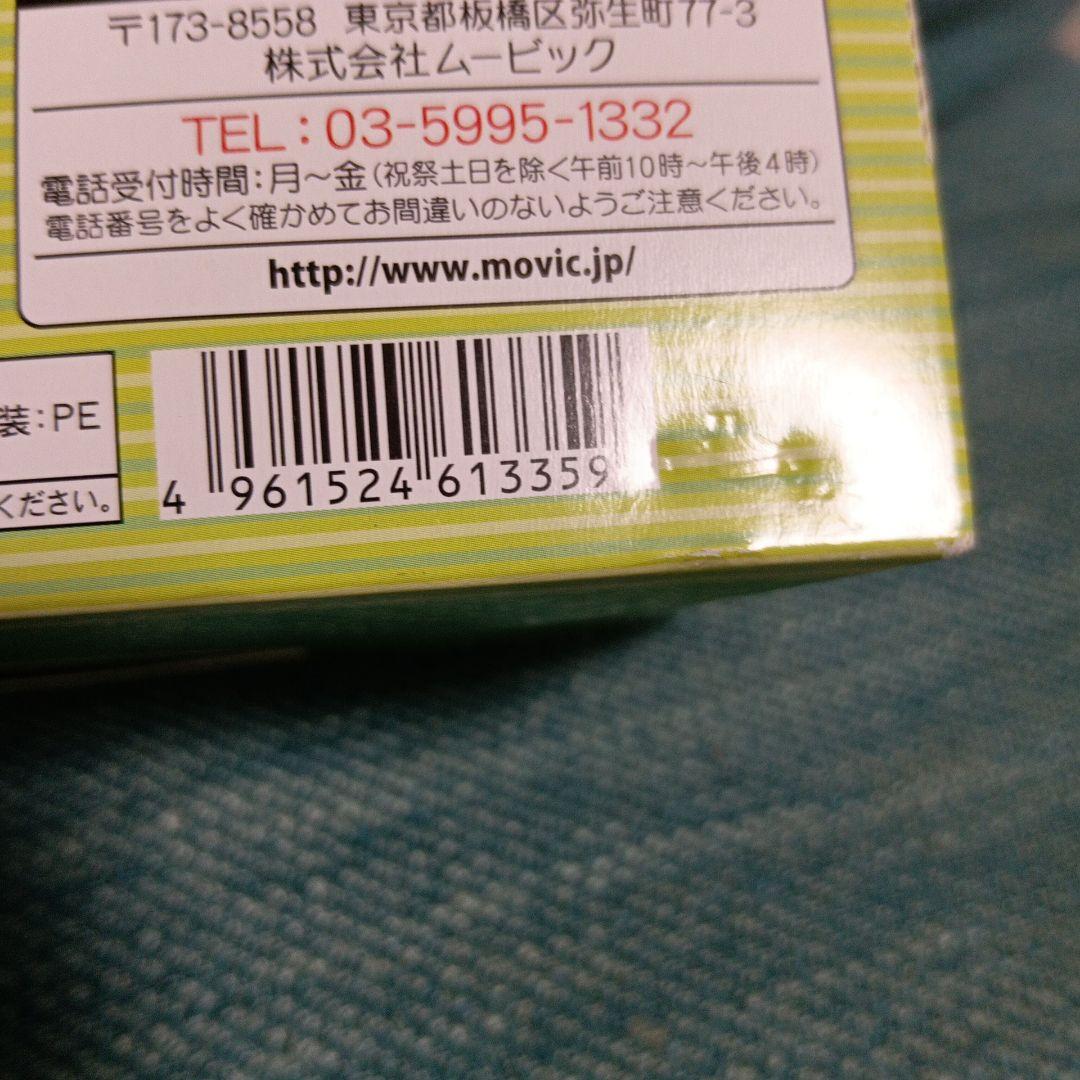 〒173-8558 東京都板橋区弥生町77-3
株式会社ムービック
TEL：03-5995-1332
電話受付時間：月～金（祝祭土日を除く午前10時～午後4時）
電話番号をよく確かめてお間違いのないようご注意ください。
http://www.movic.jp/
装：PE
ください。
4 961524 613359